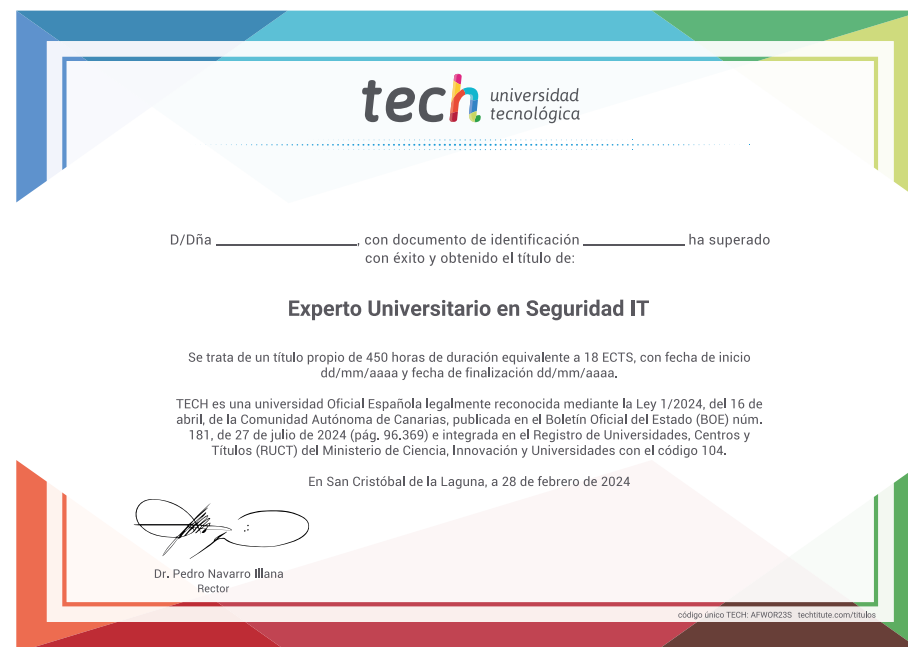 tech universidad
tecnológica
D/Dña ________________, con documento de identificación ____________ ha superado
con éxito y obtenido el título de:
Experto Universitario en Seguridad IT
Se trata de un título propio de 450 horas de duración equivalente a 18 ECTS, con fecha de inicio
dd/mm/aaaa y fecha de finalización dd/mm/aaaa.
TECH es una universidad Oficial Española legalmente reconocida mediante la Ley 1/2024, del 16 de
abril, de la Comunidad Autónoma de Canarias, publicada en el Boletín Oficial del Estado (BOE) núm.
181, de 27 de julio de 2024 (pág. 96.369) e integrada en el Registro de Universidades, Centros y
Títulos (RUCT) del Ministerio de Ciencia, Innovación y Universidades con el código 104.
En San Cristóbal de la Laguna, a 28 de febrero de 2024
Dr. Pedro Navarro Illana
Rector
código único TECH: AFWOR23S techtitute.com/titulos